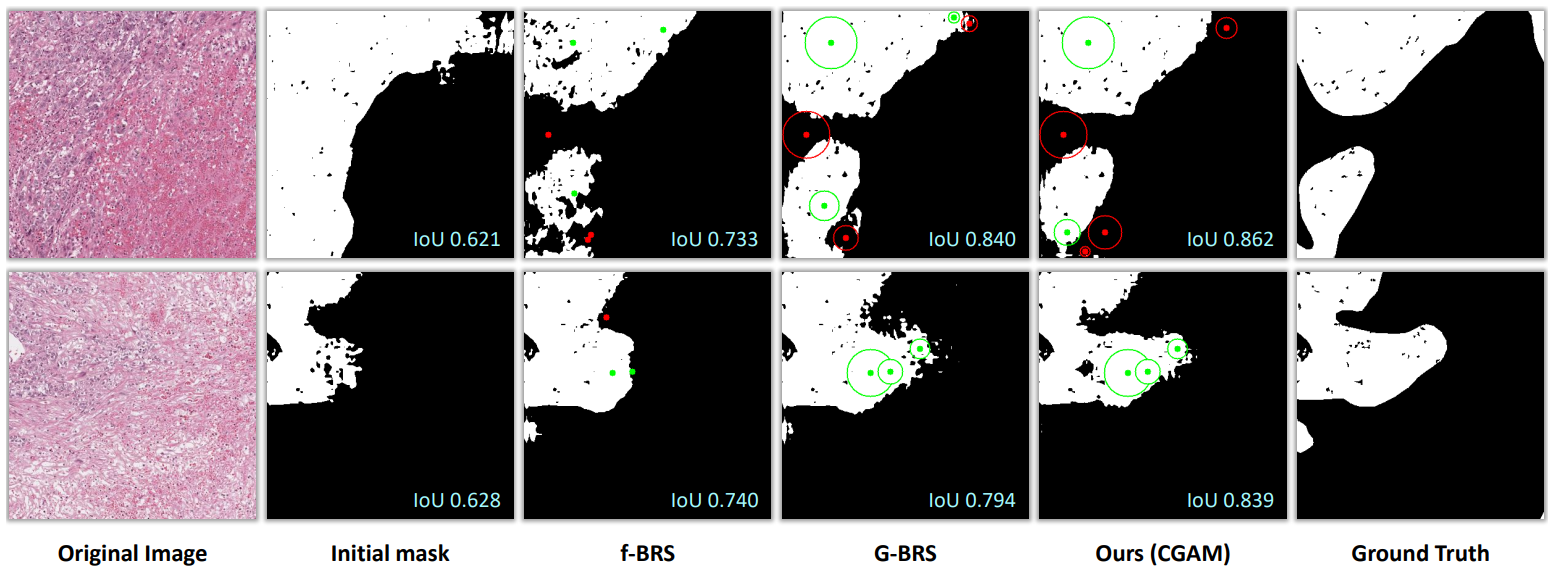 IoU 0.621
IoU 0.733
IoU 0.840
IoU 0.862
IoU 0.628
IoU 0.740
IoU 0.794
IoU 0.839
Original Image
Initial mask
f-BRS
G-BRS
Ours (CGAM)
Ground Truth